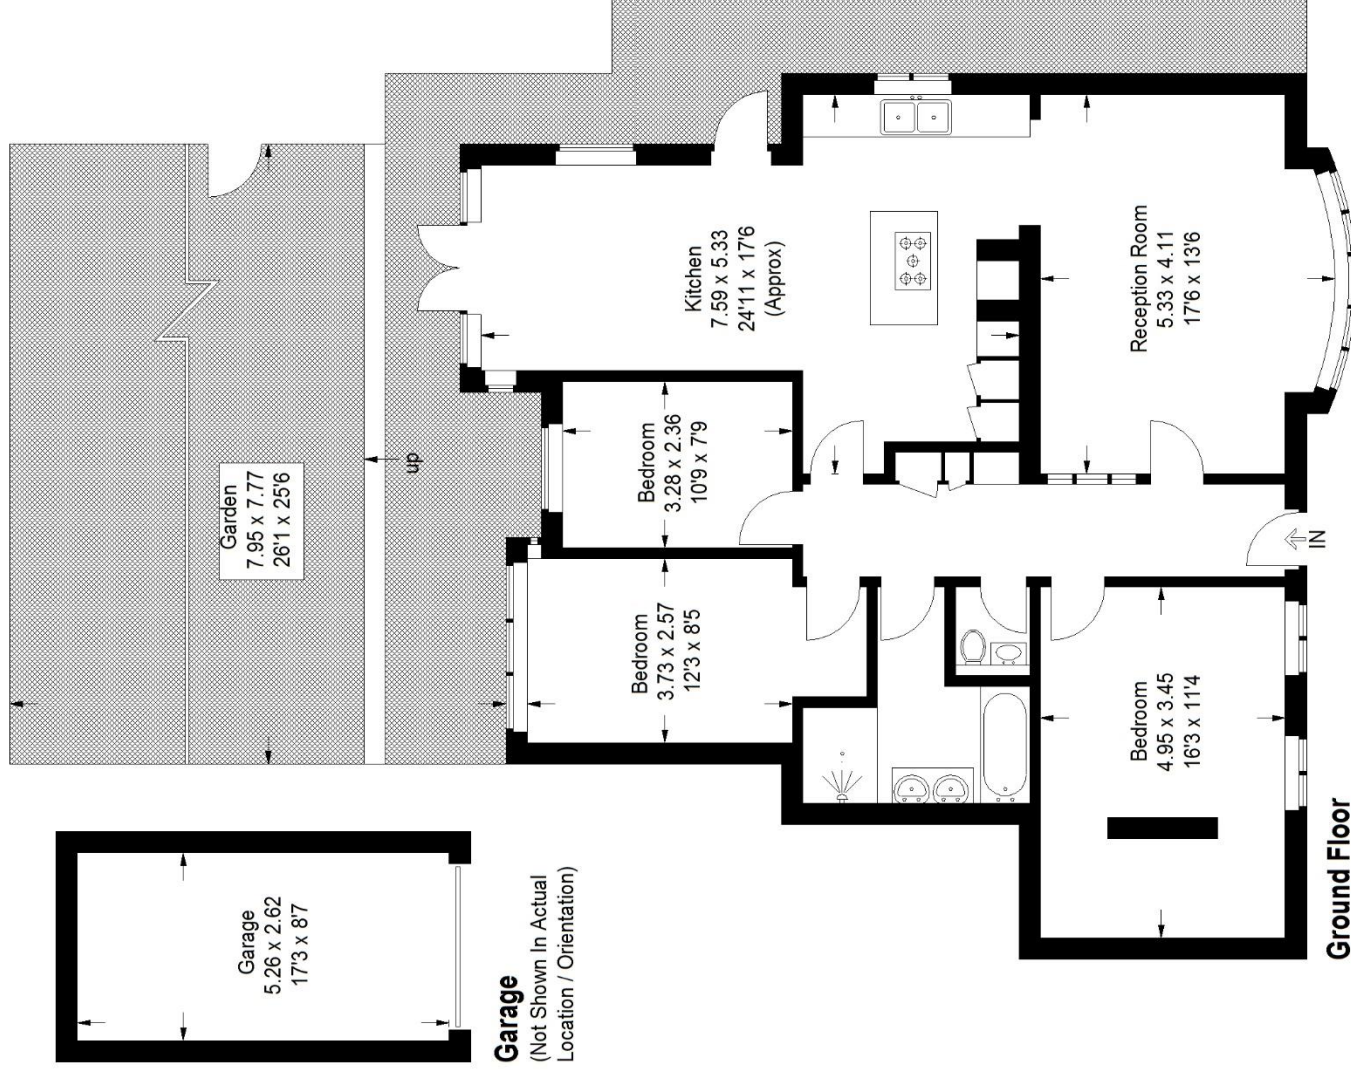 Garden
7.95 x 7.77
26'1 x 25'6
up
Kitchen
7.59 x 5.33
24'11 x 17'6
(Approx)
Bedroom
3.28 x 2.36
10'9 x 7'9
Bedroom
3.73 x 2.57
12'3 x 8'5
Reception Room
5.33 x 4.11
17'6 x 13'6
Bedroom
4.95 x 3.45
16'3 x 11'4
IN
Garage
5.26 x 2.62
17'3 x 8'7
Garage
(Not Shown In Actual
Location / Orientation)
Ground Floor